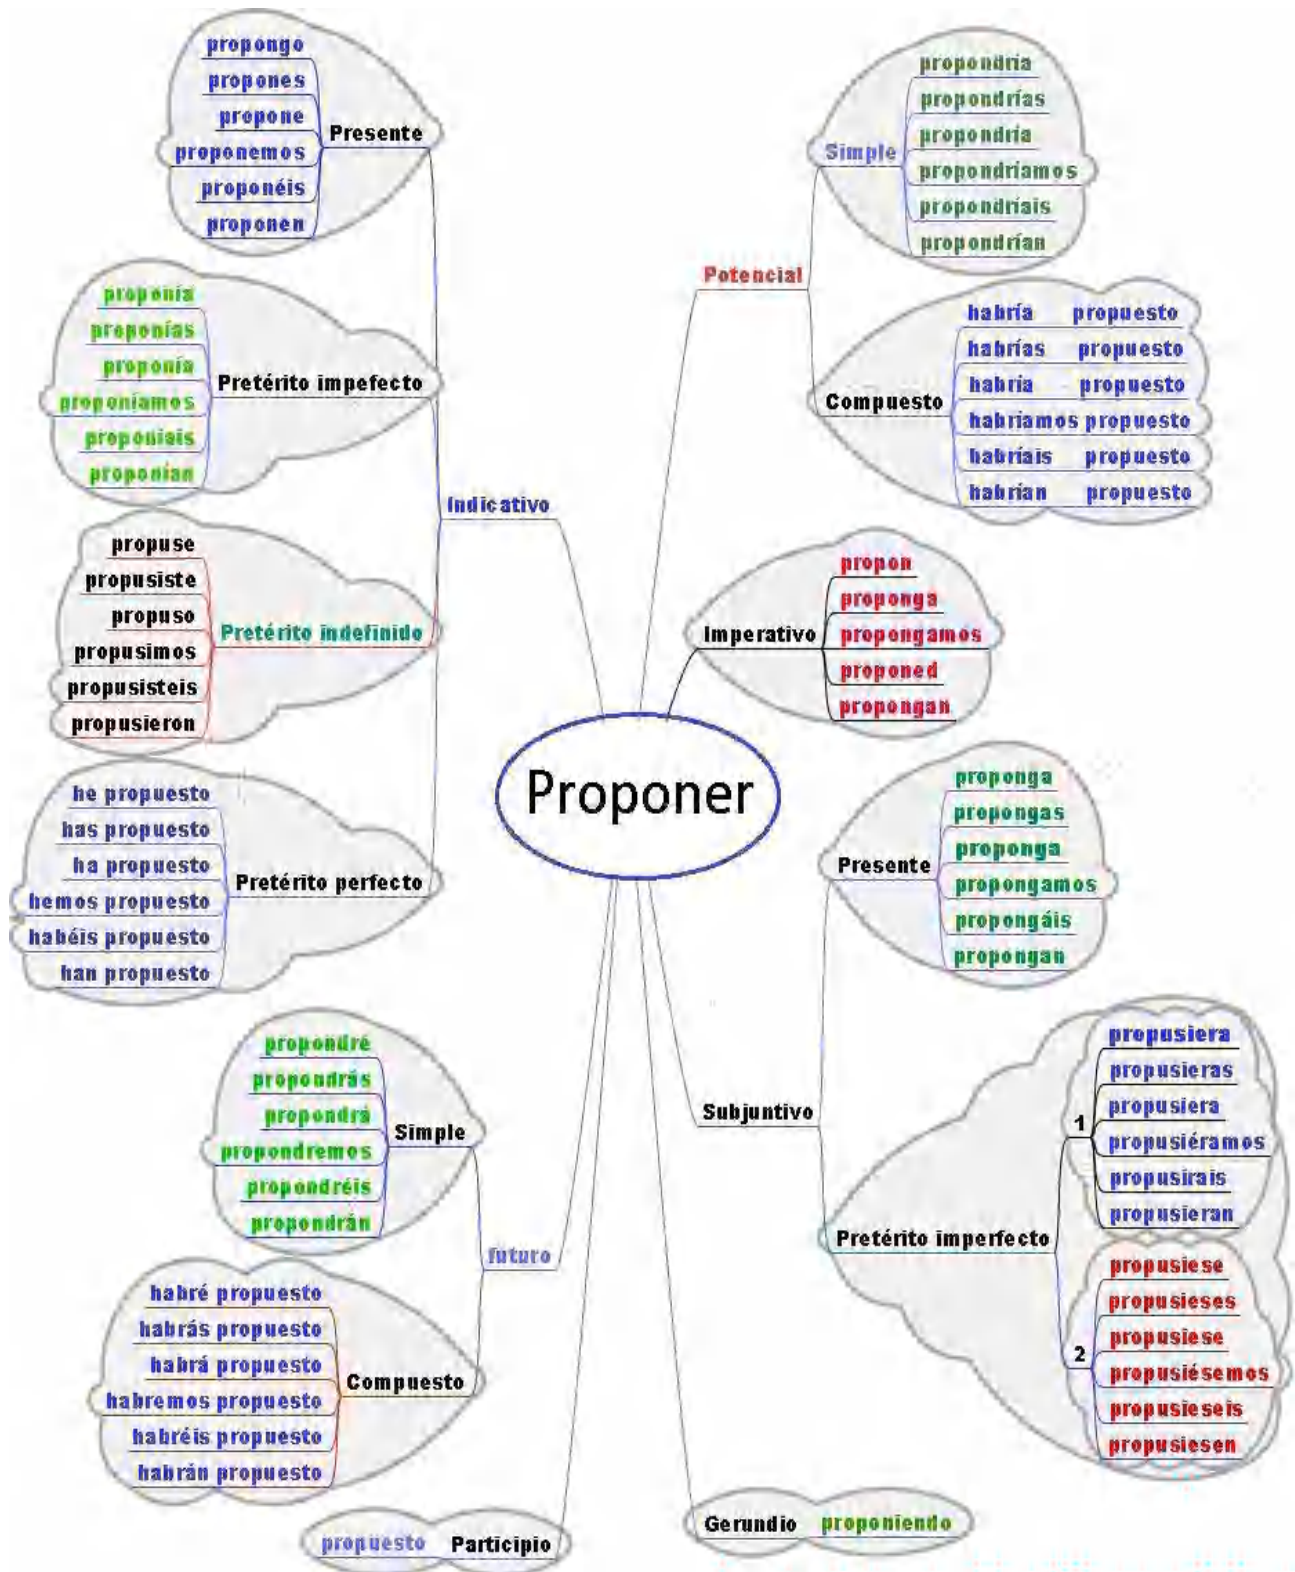 Proponer
Indicativo
Presente
propongo
propones
propone
proponemos
proponéis
proponen
Pretérito impefecto
proponía
proponías
proponía
proponíamos
proponiais
proponían
Pretérito indefinido
propuse
propusiste
propuso
propusimos
propusisteis
propusieron
Pretérito perfecto
he propuesto
has propuesto
ha propuesto
hemos propuesto
habéis propuesto
han propuesto
futuro
Simple
propondré
propondrás
propondrá
propondremos
propondréis
propondrán
Compuesto
habré propuesto
habrás propuesto
habrá propuesto
habremos propuesto
habréis propuesto
habrán propuesto
Participio
propuesto
Potencial
Simple
propondría
propondrías
propondría
propondríamos
propondríais
propondrían
Compuesto
habría propuesto
habrías propuesto
habría propuesto
habriamos propuesto
habríais propuesto
habrían propuesto
Imperativo
propon
proponga
propongamos
proponed
propongan
Subjuntivo
Presente
proponga
propongas
proponga
propongamos
propongáis
propongan
Pretérito imperfecto
1
propusiera
propusieras
propusiera
propusiéramos
propusirais
propusieran
2
propusiese
propusieses
propusiese
propusiésemos
propusieseis
propusiesen
Gerundio
proponiendo